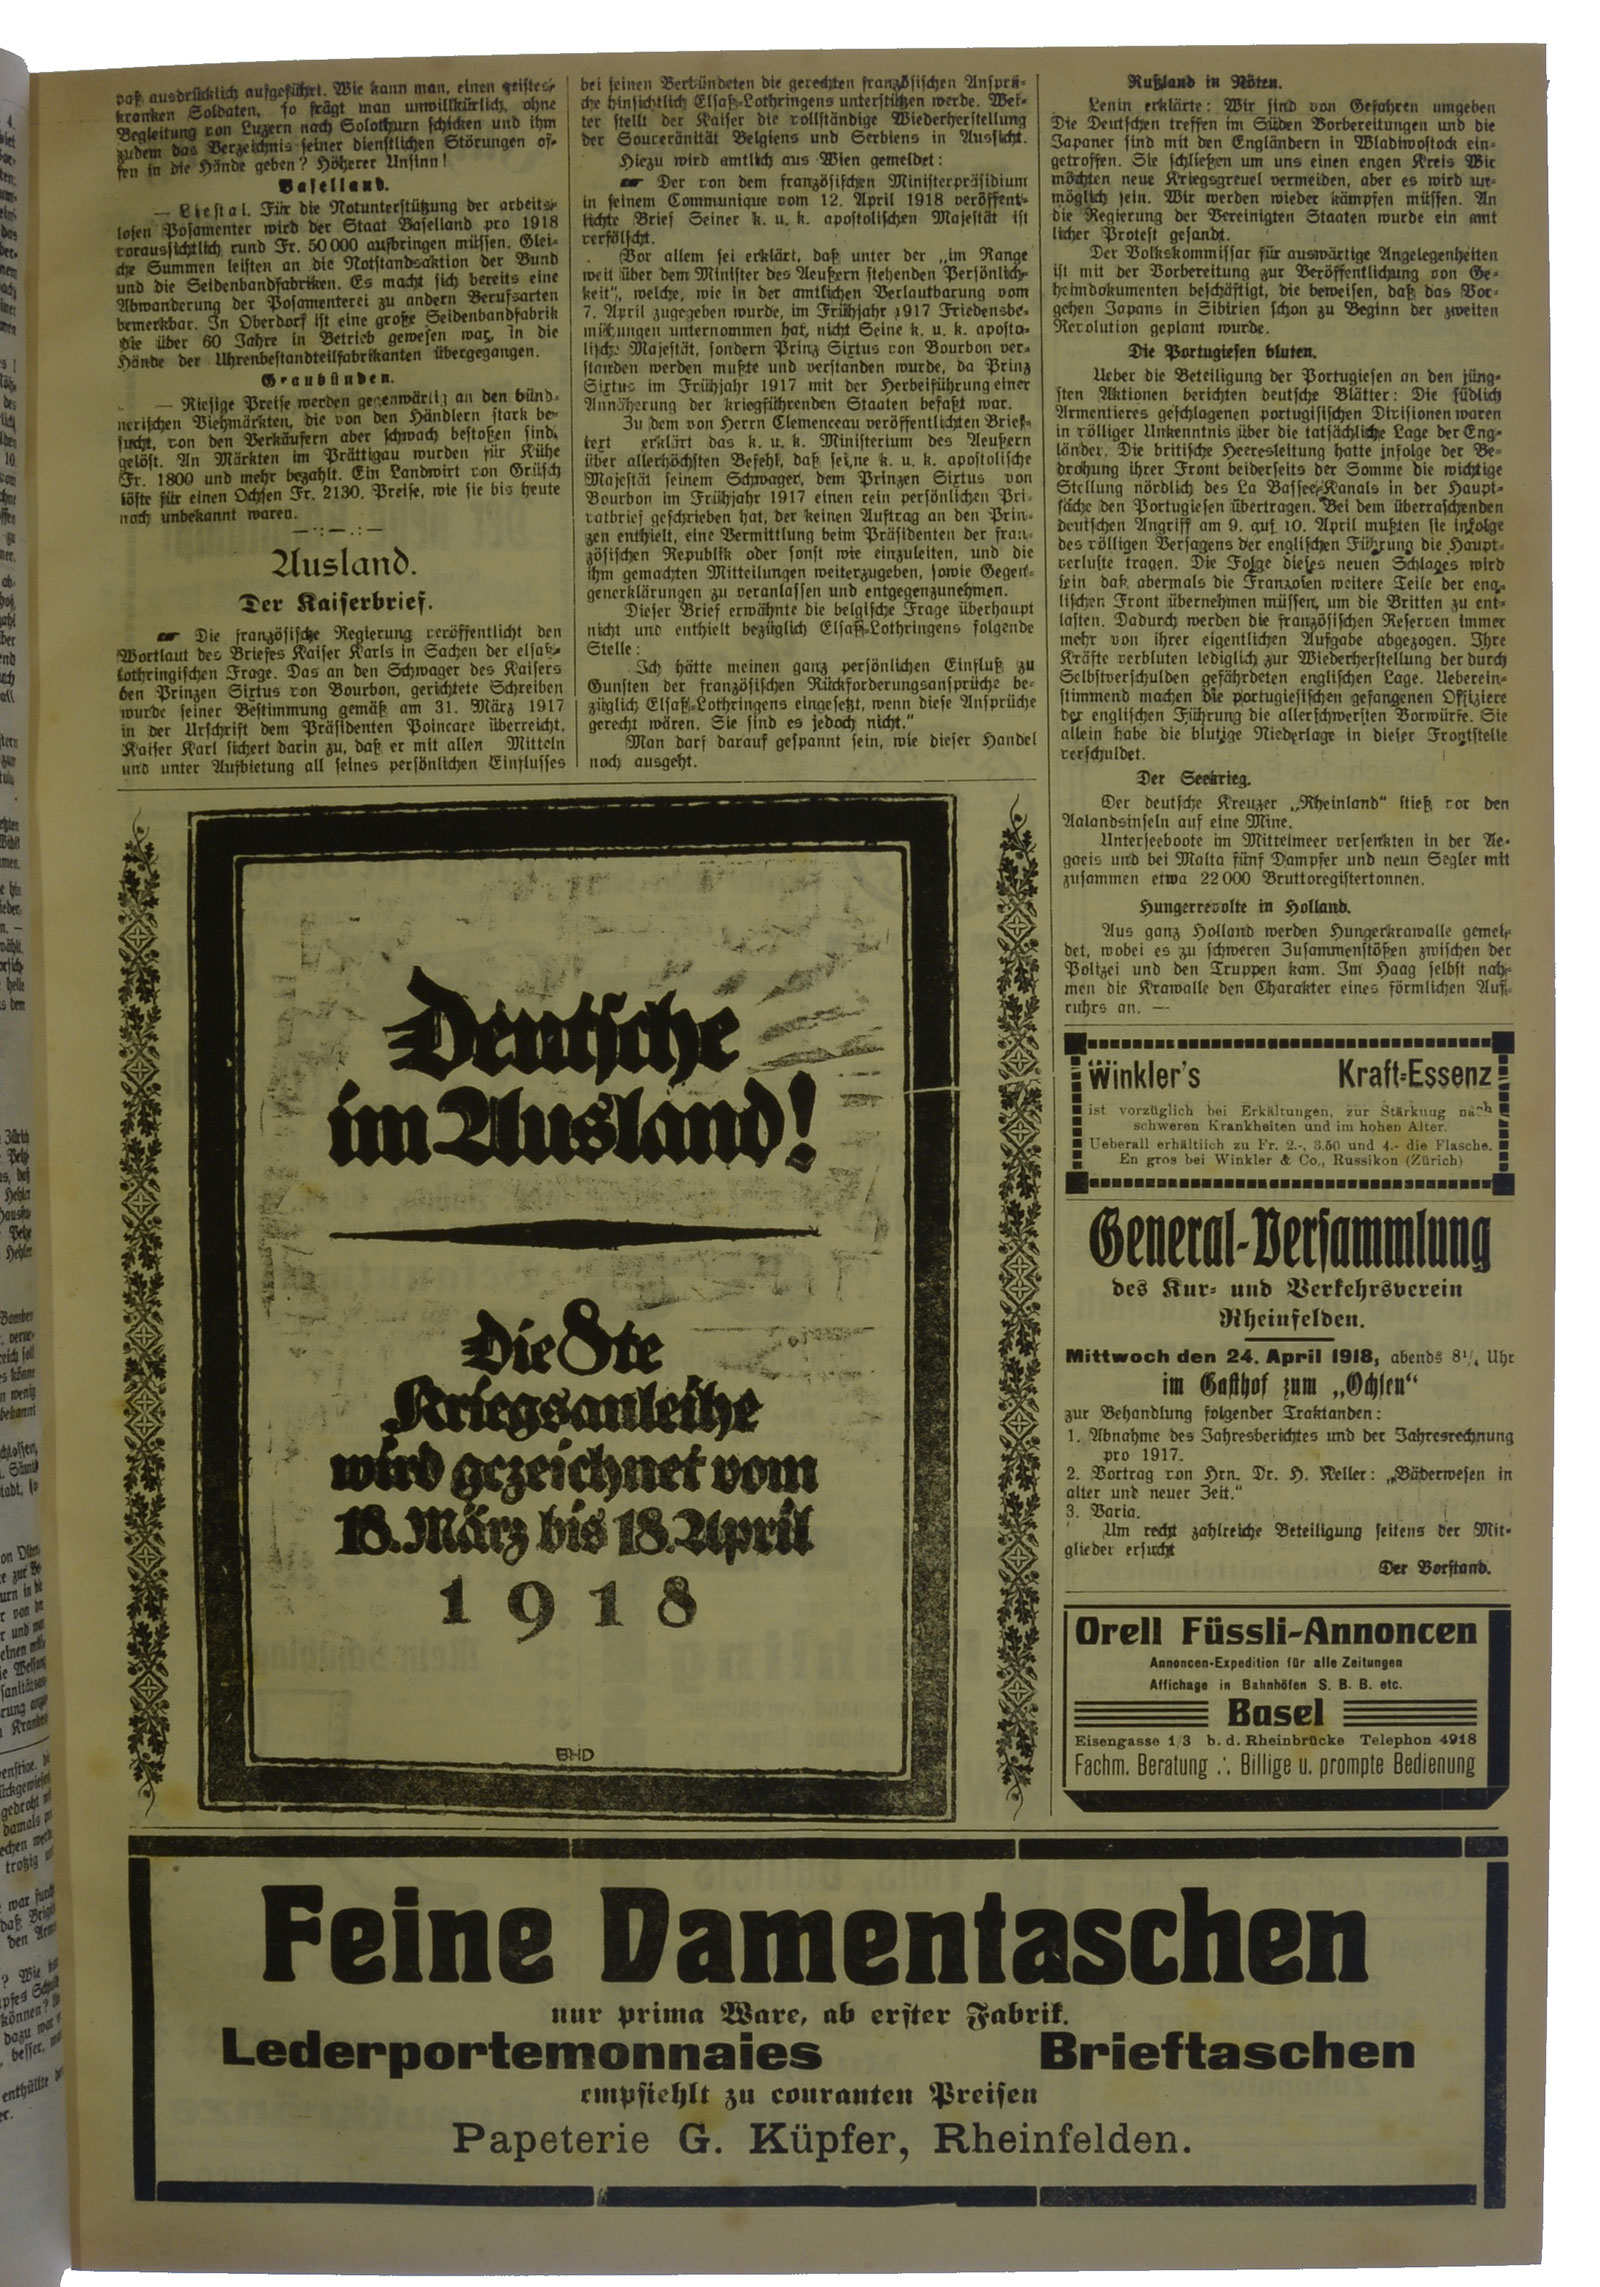 paß ausdrücklich aufgeführt. Wie kann man, einen geistes-
kranken Soldaten, so frägt man unwillkürlich, ohne
Begleitung von Luzern nach Solothurn schicken und ihm
zudem das Verzeichnis seiner dienstlichen Störungen of-
fen in die Hände geben? Höherer Unsinn!
Baselland.
— Liestal. Für die Notunterstützung der arbeits-
losen Posamenter wird der Staat Baselland pro 1918
voraussichtlich rund Fr. 50 000 aufbringen müssen. Glei-
che Summen leisten an die Notstandsaktion der Bund
und die Seidenbandfabriken. Es macht sich bereits eine
Abwanderung der Posamenterei zu andern Berufsarten
bemerkbar. In Oberdorf ist eine große Seidenbandfabrik
die über 60 Jahre in Betrieb gewesen war, in die
Hände der Uhrenbestandteilfabrikanten übergegangen.
Graubünden.
— Riesige Preise werden gegenwärtig an den bünd-
nerischen Viehmärkten, die von den Händlern stark be-
sucht, von den Verkäufern aber schwach bestoßen sind,
gelöst. An Märkten im Prättigau wurden für Kühe
Fr. 1800 und mehr bezahlt. Ein Landwirt von Grüsch
löste für einen Ochsen Fr. 2130. Preise, wie sie bis heute
noch unbekannt waren.
Ausland.
Der Kaiserbrief.
Die französische Regierung veröffentlicht den
Wortlaut des Briefes Kaiser Karls in Sachen der elsaß-
lothringischen Frage. Das an den Schwager des Kaisers
den Prinzen Sixtus von Bourbon, gerichtete Schreiben
wurde seiner Bestimmung gemäß am 31. März 1917
in der Urschrift dem Präsidenten Poincare überreicht.
Kaiser Karl sichert darin zu, daß er mit allen Mitteln
und unter Aufbietung all seines persönlichen Einflusses
bei seinen Verbündeten die gerechten französischen Ansprü-
che hinsichtlich Elsaß-Lothringens unterstützen werde. Wei-
ter stellt der Kaiser die vollständige Wiederherstellung
der Souveränität Belgiens und Serbiens in Aussicht.
Hiezu wird amtlich aus Wien gemeldet:
Der von dem französischen Ministerpräsidium
in seinem Communique vom 12. April 1918 veröffent-
lichte Brief Seiner k. u. k. apostolischen Majestät ist
verfälscht.
Vor allem sei erklärt, daß unter der „im Range
weit über dem Minister des Aeußern stehenden Persönlich-
keit“, welche, wie in der amtlichen Verlautbarung vom
7. April zugegeben wurde, im Frühjahr 1917 Friedensbe-
mühungen unternommen hat, nicht Seine k. u. k. aposto-
lische Majestät, sondern Prinz Sixtus von Bourbon ver-
standen werden mußte und verstanden wurde, da Prinz
Sixtus im Frühjahr 1917 mit der Herbeiführung einer
Annäherung der kriegführenden Staaten befaßt war.
Zu dem von Herrn Clemenceau veröffentlichten Brief-
text erklärt das k. u. k. Ministerium des Aeußern
über allerhöchsten Befehl, daß seine k. u. k. apostolische
Majestät seinem Schwager, dem Prinzen Sixtus von
Bourbon im Frühjahr 1917 einen rein persönlichen Pri-
vatbrief geschrieben hat, der keinen Auftrag an den Prin-
zen enthielt, eine Vermittlung beim Präsidenten der fran-
zösischen Republik oder sonst wie einzuleiten, und die
ihm gemachten Mitteilungen weiterzugeben, sowie Gegen-
generklärungen zu veranlassen und entgegenzunehmen.
Dieser Brief erwähnte die belgische Frage überhaupt
nicht und enthielt bezüglich Elsaß-Lothringens folgende
Stelle:
„Ich hätte meinen ganz persönlichen Einfluß zu
Gunsten der französischen Rückforderungsansprüche be-
züglich Elsaß-Lothringens eingesetzt, wenn diese Ansprüche
gerecht wären. Sie sind es jedoch nicht.“
Man darf darauf gespannt sein, wie dieser Handel
noch ausgeht.
Rußland in Nöten.
Lenin erklärte: Wir sind von Gefahren umgeben
Die Deutschen treffen im Süden Vorbereitungen und die
Japaner sind mit den Engländern in Wladiwostock ein-
getroffen. Sie schließen um uns einen engen Kreis Wir
möchten neue Kriegsgreuel vermeiden, aber es wird un-
möglich sein. Wir werden wieder kämpfen müssen. An
die Regierung der Vereinigten Staaten wurde ein amt
licher Protest gesandt.
Der Volkskommissar für auswärtige Angelegenheiten
ist mit der Vorbereitung zur Veröffentlichung von Ge-
heimdokumenten beschäftigt, die beweisen, daß das Vor-
gehen Japans in Sibirien schon zu Beginn der zweiten
Revolution geplant wurde.
Die Portugiesen bluten.
Ueber die Beteiligung der Portugiesen an den jüng-
sten Aktionen berichten deutsche Blätter: Die südlich
Armentieres geschlagenen portugisischen Divisionen waren
in völliger Unkenntnis über die tatsächliche Lage der Eng-
länder. Die britische Heeresleitung hatte infolge der Be-
drohung ihrer Front beiderseits der Somme die wichtige
Stellung nördlich des La Bassee-Kanals in der Haupt-
sache den Portugiesen übertragen. Bei dem überraschenden
deutschen Angriff am 9. auf 10. April mußten sie infolge
des völligen Versagens der englischen Führung die Haupt-
verluste tragen. Die Folge dieses neuen Schlages wird
sein daß abermals die Franzosen weitere Teile der eng-
lischen Front übernehmen müssen, um die Britten zu ent-
lasten. Dadurch werden die französischen Reserven immer
mehr von ihrer eigentlichen Aufgabe abgezogen. Ihre
Kräfte verbluten lediglich zur Wiederherstellung der durch
Selbstverschulden gefährdeten englischen Lage. Ueberein-
stimmend machen die portugiesischen gefangenen Offiziere
der englischen Führung die allerschwersten Vorwürfe. Sie
allein habe die blutige Niederlage in dieser Frontstelle
verschuldet.
Der Seekrieg.
Der deutsche Kreuzer „Rheinland“ stieß vor den
Aalandsinseln auf eine Mine.
Unterseeboote im Mittelmeer versenkten in der Ae-
gaeis und bei Malta fünf Dampfer und neun Segler mit
zusammen etwa 22 000 Bruttoregistertonnen.
Hungerrevolte in Holland.
Aus ganz Holland werden Hungerkrawalle gemel-
det, wobei es zu schweren Zusammenstößen zwischen der
Polizei und den Truppen kam. Im Haag selbst nah-
men die Krawalle den Charakter eines förmlichen Auf-
ruhrs an. —
Deutsche
im Ausland!
Die 8te
Kriegsanleihe
wird gezeichnet vom
18. März bis 18. April
1918
BHD
Winkler's Kraft-Essenz
ist vorzüglich bei Erkältungen, zur Stärkung nach
schweren Krankheiten und im hohen Alter.
Ueberall erhältlich zu Fr. 2.-, 3.50 und 4.- die Flasche.
En gros bei Winkler & Co., Russikon (Zürich)
General-Versammlung
des Kur- und Verkehrsverein
Rheinfelden.
Mittwoch den 24. April 1918, abends 8¼ Uhr
im Gasthof zum „Ochsen“
zur Behandlung folgender Traktanden:
1. Abnahme des Jahresberichtes und der Jahresrechnung
pro 1917.
2. Vortrag von Hrn. Dr. H. Keller: „Bäderwesen in
alter und neuer Zeit.“
3. Varia.
Um recht zahlreiche Beteiligung seitens der Mit-
glieder ersucht
Der Vorstand.
Orell Füssli-Annoncen
Annoncen-Expedition für alle Zeitungen
Affichage in Bahnhöfen S. B. B. etc.
Basel
Eisengasse 1/3 b. d. Rheinbrücke Telephon 4918
Fachm. Beratung ∴ Billige u. prompte Bedienung
Feine Damentaschen
nur prima Ware, ab erster Fabrik.
Lederportemonnaies Brieftaschen
empfiehlt zu couranten Preisen
Papeterie G. Küpfer, Rheinfelden.